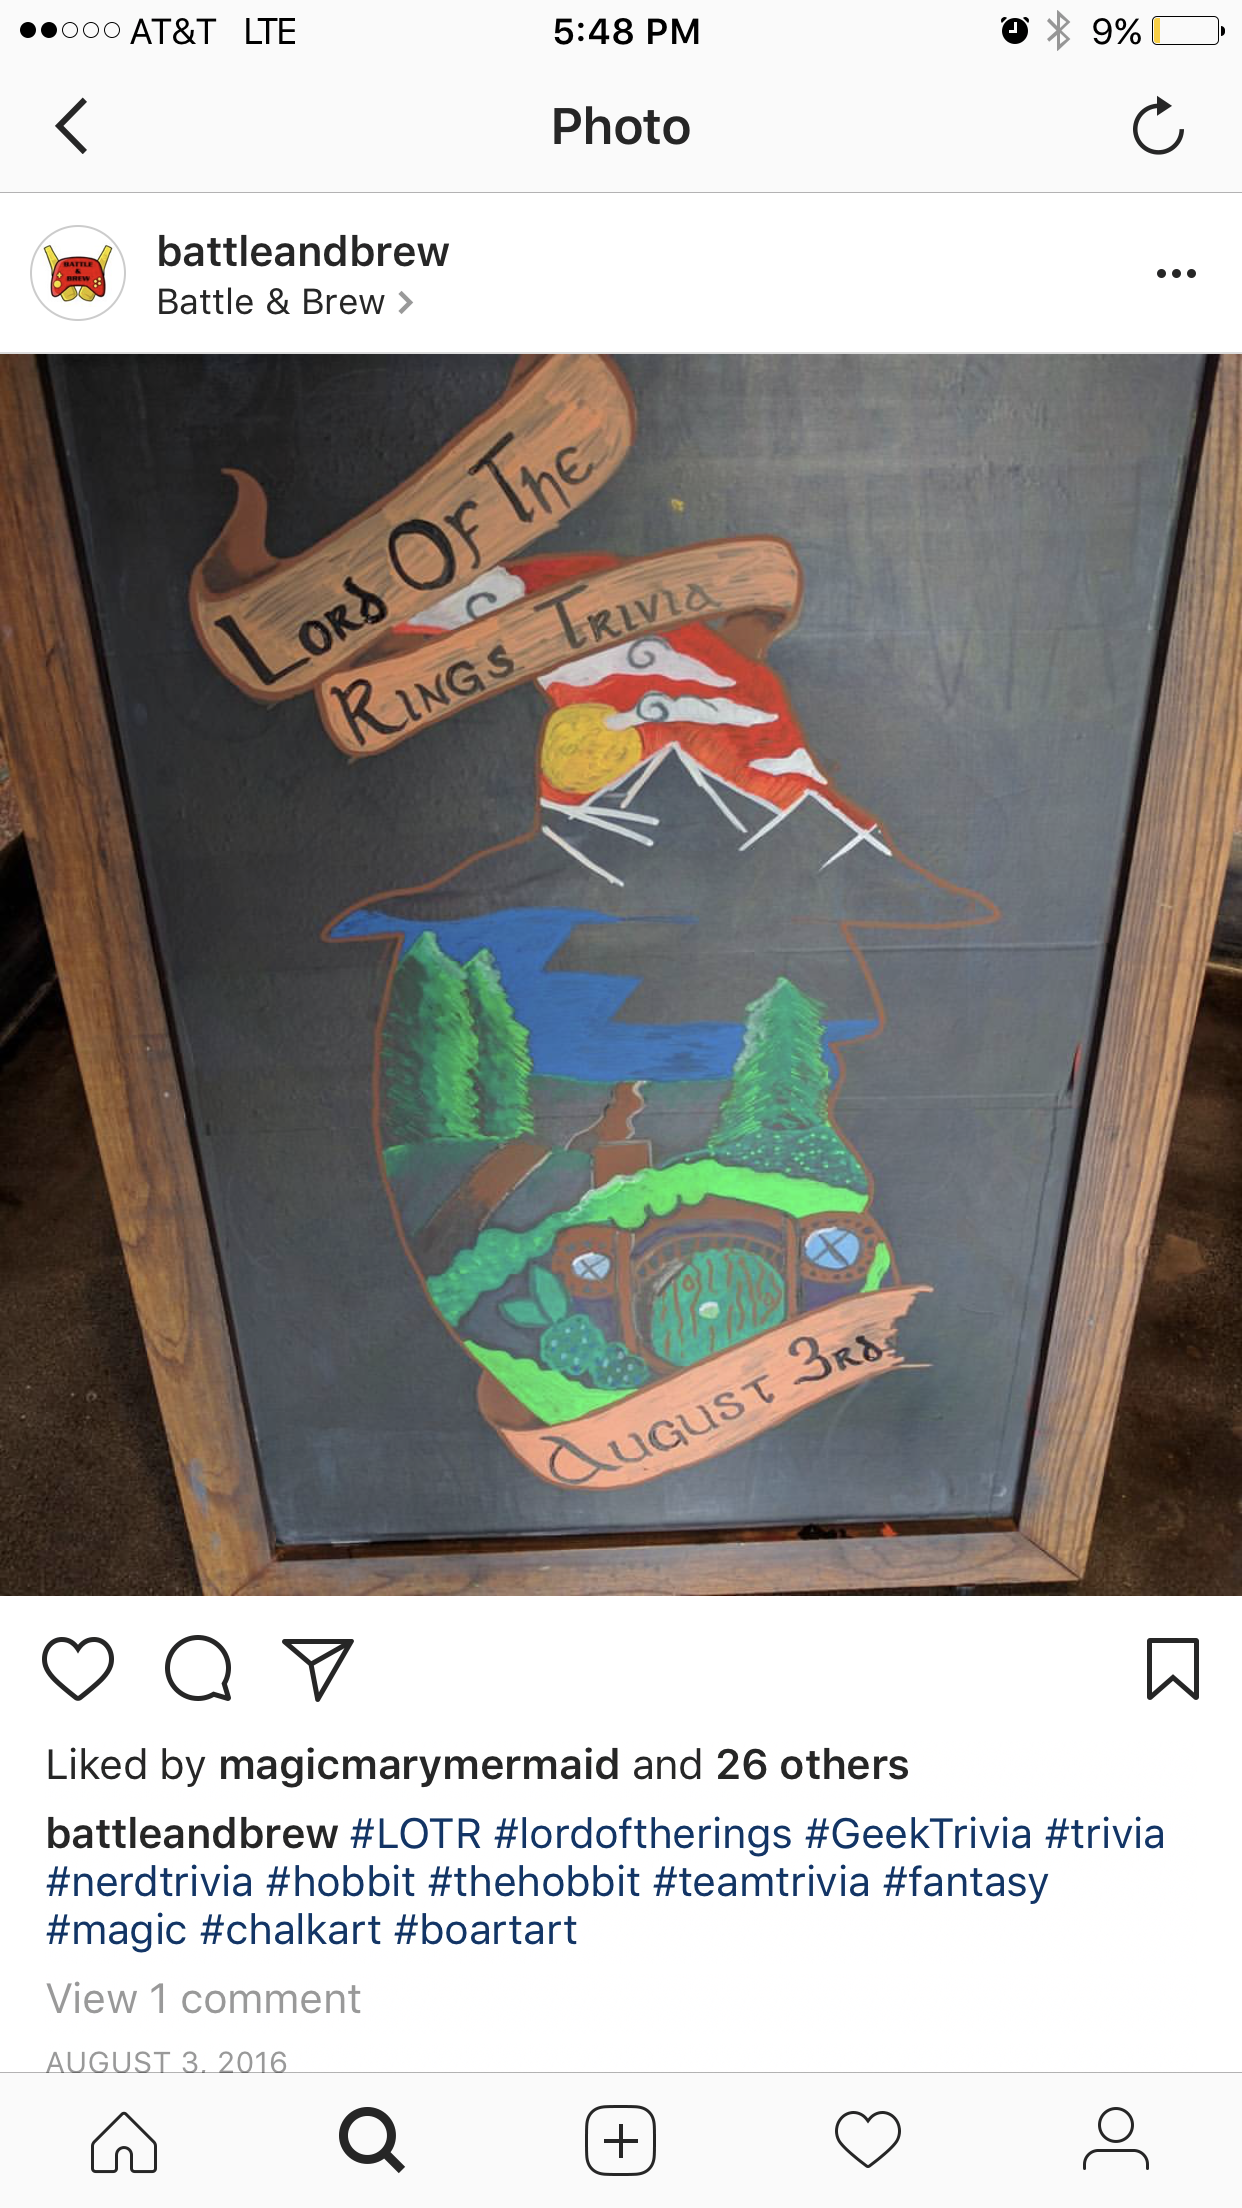 AT&T LTE 5:48 PM 9%
Photo
BATTLE
&
BREW
battleandbrew
Battle & Brew
Lord Of The
Rings Trivia
August 3rd
Liked by magicmarymermaid and 26 others
battleandbrew #LOTR #lordoftherings #GeekTrivia #trivia
#nerdtrivia #hobbit #thehobbit #teamtrivia #fantasy
#magic #chalkart #boartart
View 1 comment
AUGUST 3, 2016